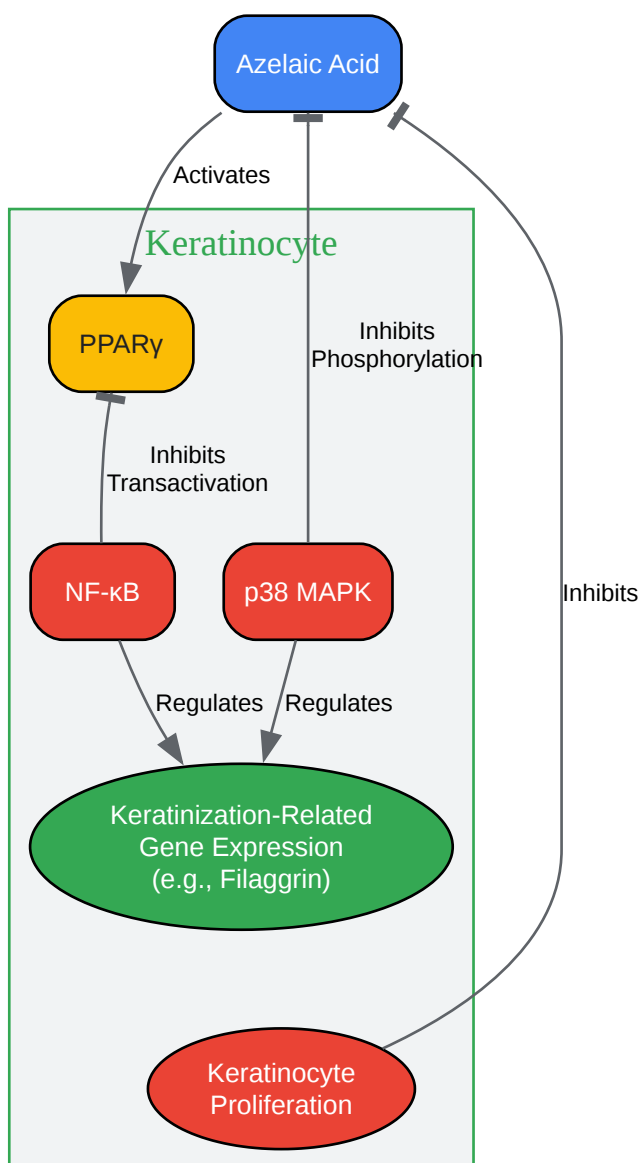 Azelaic Acid
Activates
Keratinocyte
PPARγ
Inhibits
Phosphorylation
Inhibits
Transactivation
NF-κB
p38 MAPK
Inhibits
Regulates
Regulates
Keratinization-Related
Gene Expression
(e.g., Filaggrin)
Keratinocyte
Proliferation